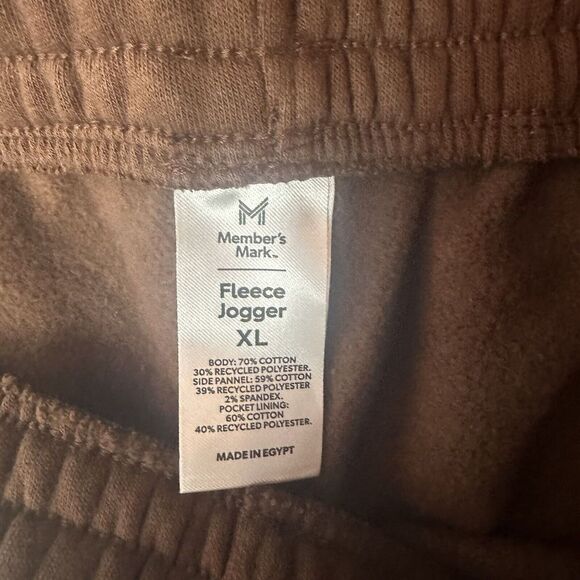 Member's
Mark™
Fleece
Jogger
XL
BODY: 70% COTTON
30% RECYCLED POLYESTER.
SIDE PANNEL: 59% COTTON
39% RECYCLED POLYESTER
2% SPANDEX.
POCKET LINING:
60% COTTON
40% RECYCLED POLYESTER.
MADE IN EGYPT